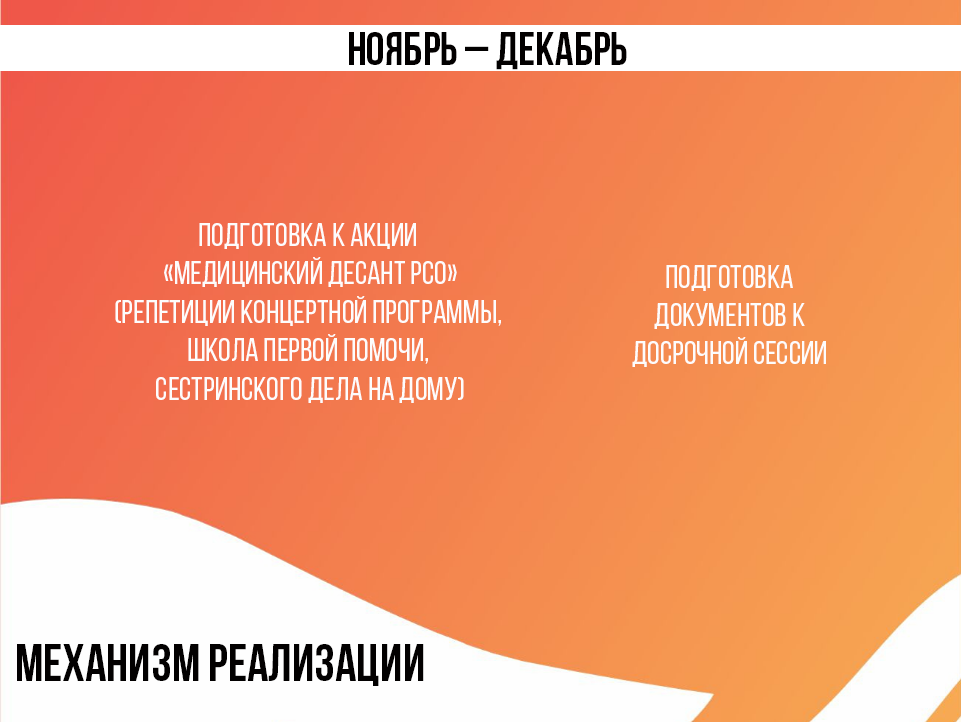 НОЯБРЬ – ДЕКАБРЬ
ПОДГОТОВКА К АКЦИИ
«МЕДИЦИНСКИЙ ДЕСАНТ РСО»
(РЕПЕТИЦИИ КОНЦЕРТНОЙ ПРОГРАММЫ,
ШКОЛА ПЕРВОЙ ПОМОЧИ,
СЕСТРИНСКОГО ДЕЛА НА ДОМУ)
ПОДГОТОВКА
ДОКУМЕНТОВ К
ДОСРОЧНОЙ СЕССИИ
МЕХАНИЗМ РЕАЛИЗАЦИИ